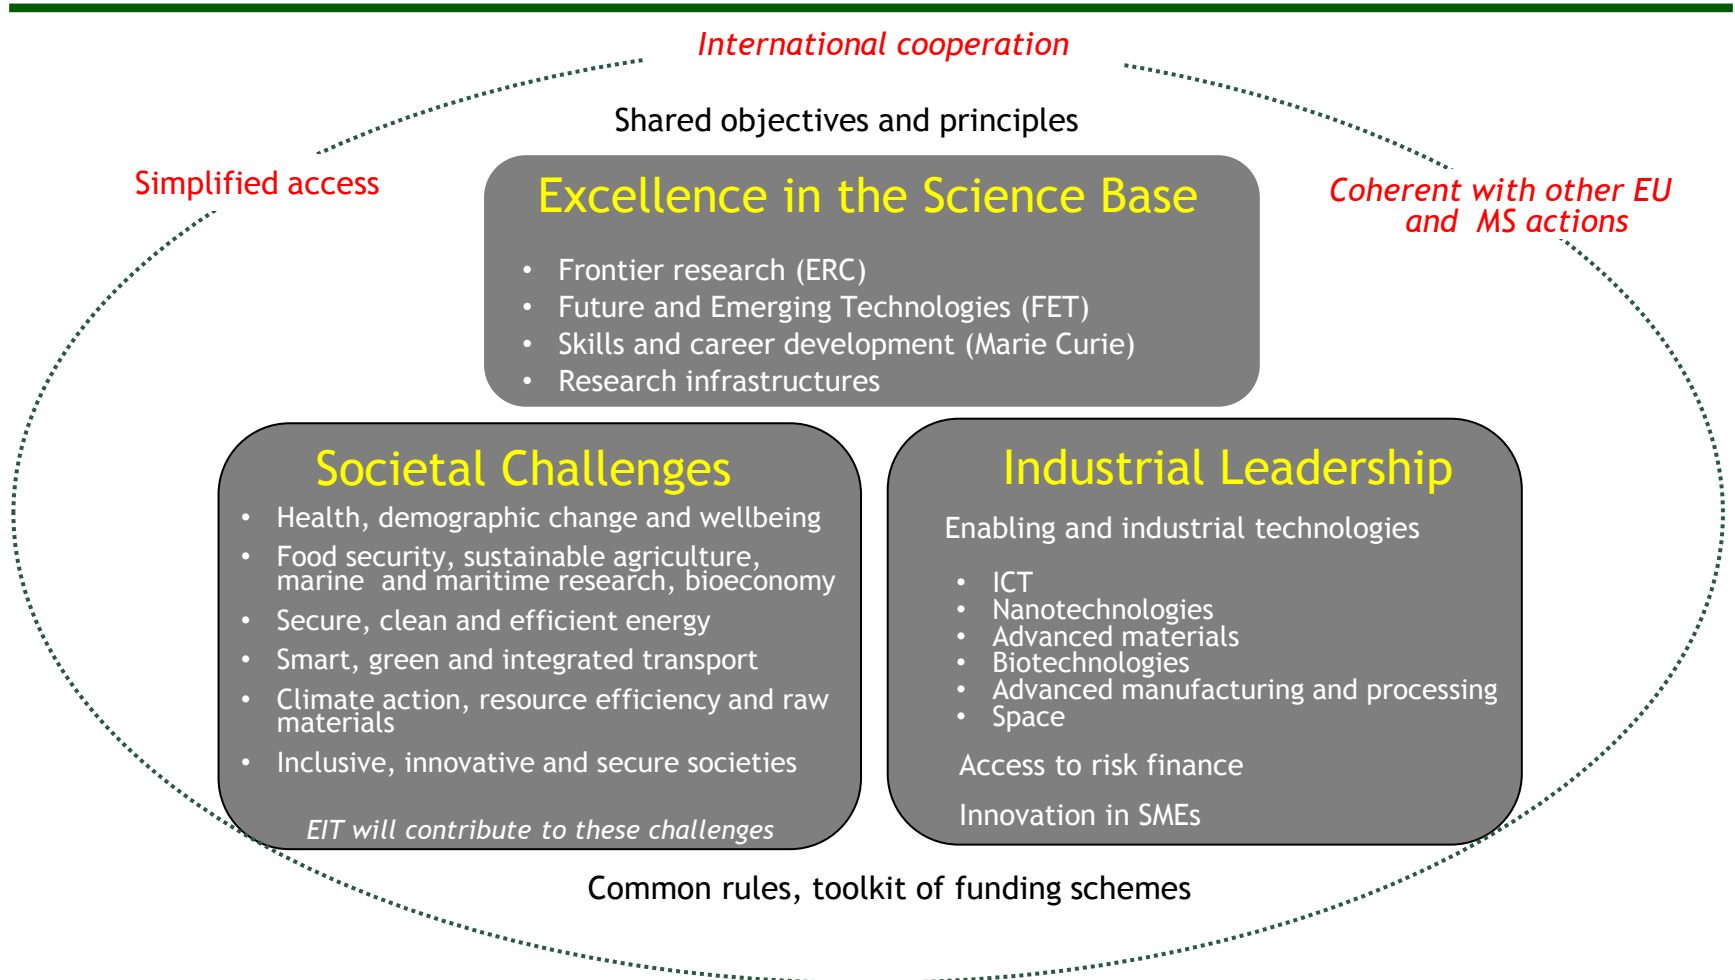 International cooperation
Shared objectives and principles
Simplified access
Coherent with other EU
and MS actions
Excellence in the Science Base
• Frontier research (ERC)
• Future and Emerging Technologies (FET)
• Skills and career development (Marie Curie)
• Research infrastructures
Societal Challenges
• Health, demographic change and wellbeing
• Food security, sustainable agriculture,
marine and maritime research, bioeconomy
• Secure, clean and efficient energy
• Smart, green and integrated transport
• Climate action, resource efficiency and raw
materials
• Inclusive, innovative and secure societies
EIT will contribute to these challenges
Industrial Leadership
Enabling and industrial technologies
• ICT
• Nanotechnologies
• Advanced materials
• Biotechnologies
• Advanced manufacturing and processing
• Space
Access to risk finance
Innovation in SMEs
Common rules, toolkit of funding schemes